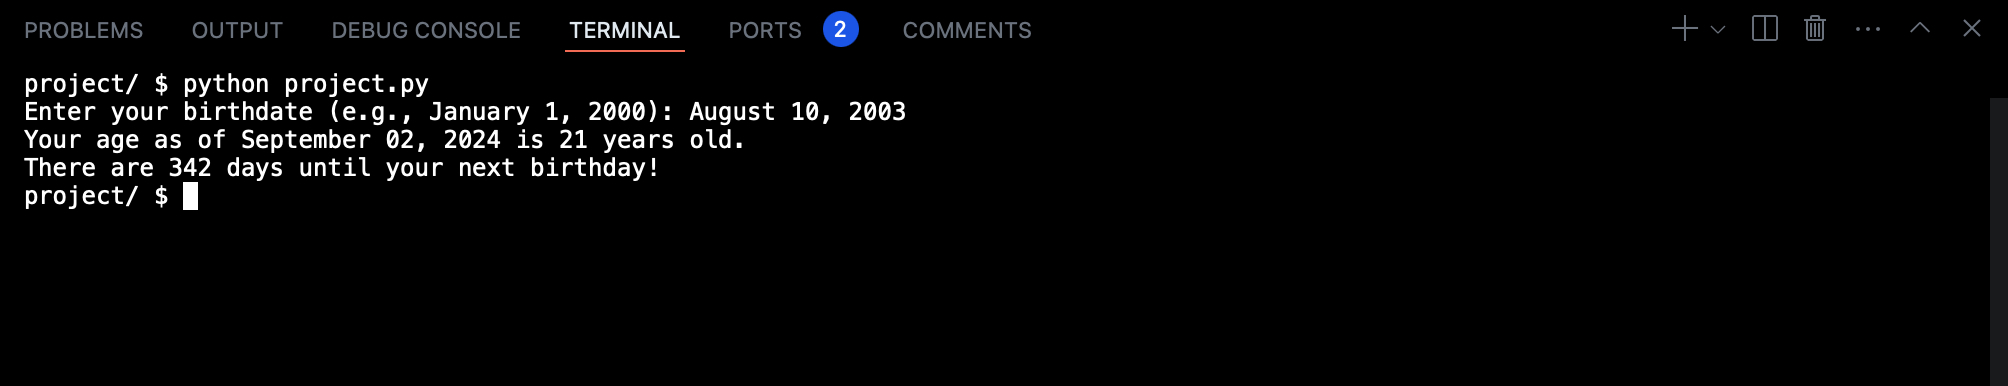 PROBLEMS OUTPUT DEBUG CONSOLE TERMINAL PORTS 2 COMMENTS
project/ $ python project.py
Enter your birthdate (e.g., January 1, 2000): August 10, 2003
Your age as of September 02, 2024 is 21 years old.
There are 342 days until your next birthday!
project/ $